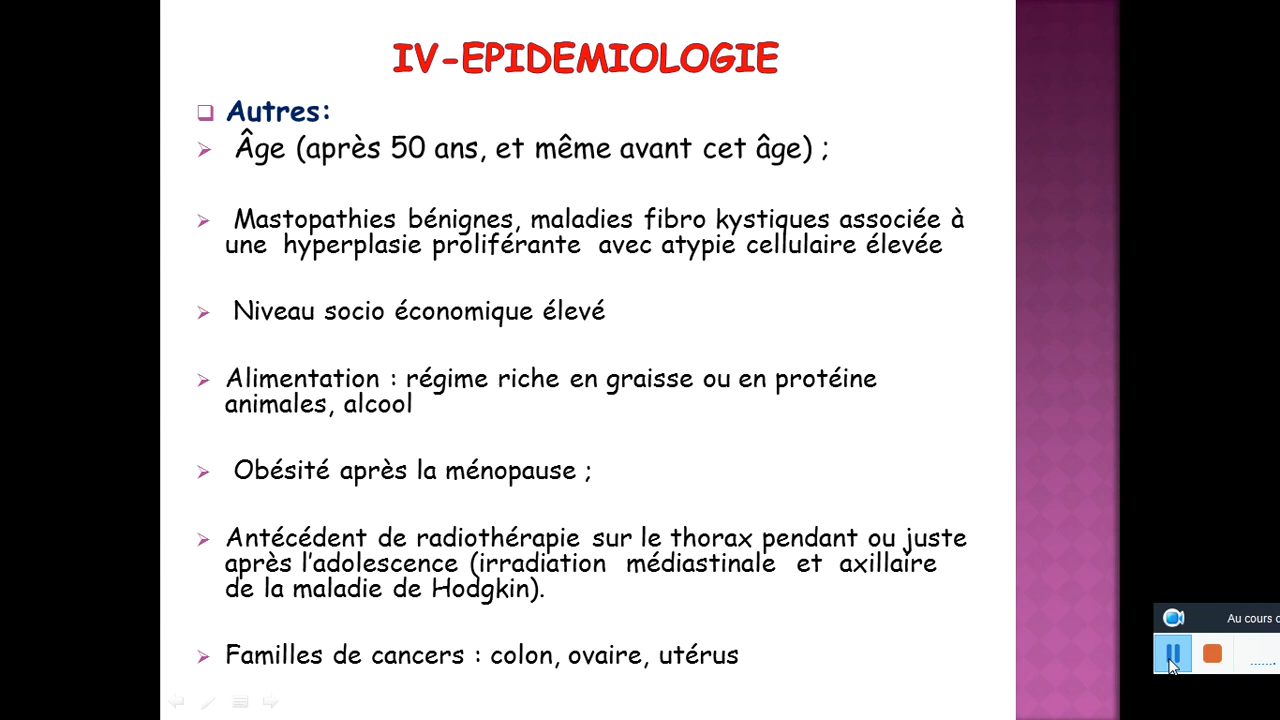 IV-EPIDEMIOLOGIE
Autres:
Âge (après 50 ans, et même avant cet âge) ;
Mastopathies bénignes, maladies fibro kystiques associée à
une hyperplasie proliférante avec atypie cellulaire élevée
Niveau socio économique élevé
Alimentation : régime riche en graisse ou en protéine
animales, alcool
Obésité après la ménopause ;
Antécédent de radiothérapie sur le thorax pendant ou juste
après l’adolescence (irradiation médiastinale et axillaire
de la maladie de Hodgkin).
Familles de cancers : colon, ovaire, utérus
Au cours